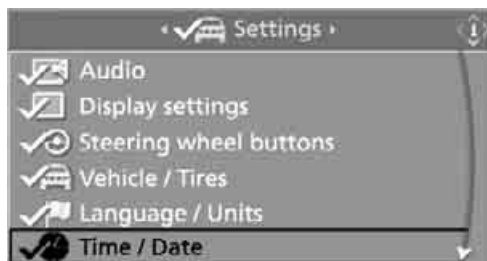 Settings
Audio
Display settings
Steering wheel buttons
Vehicle / Tires
Language / Units
Time / Date